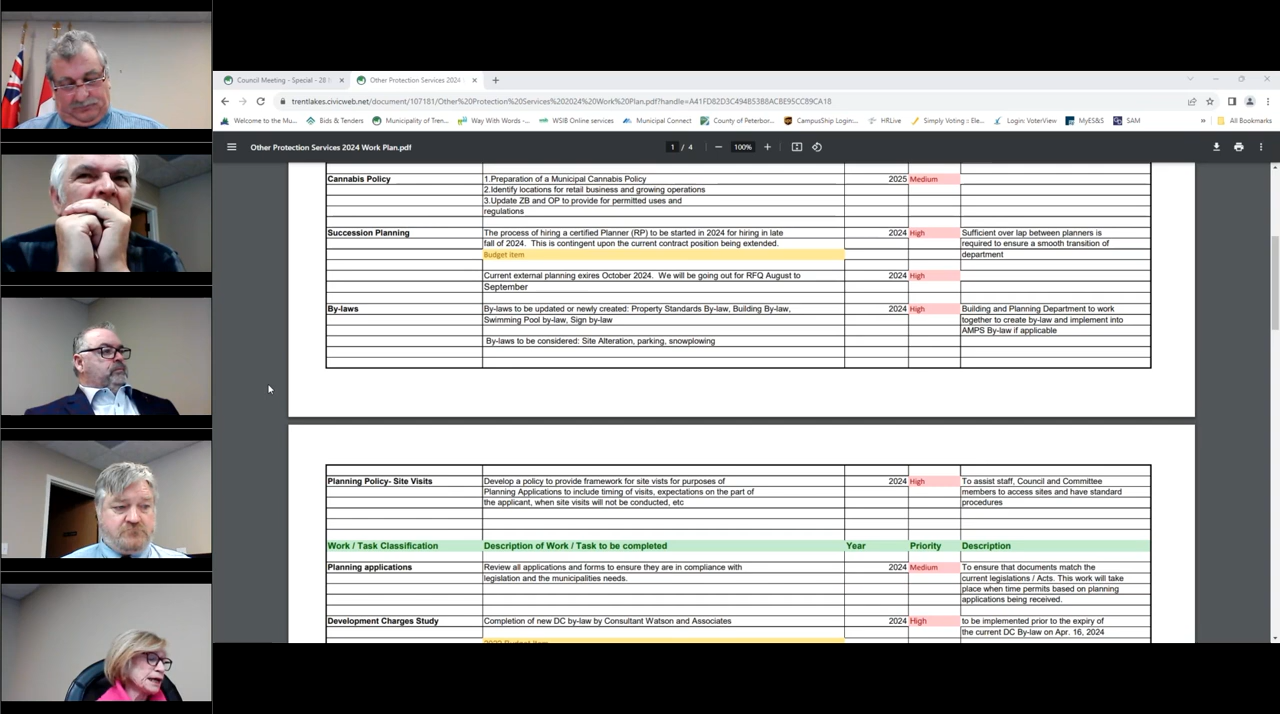 Council Meeting - Special - 28
Other Protection Services 2024
trentlakes.civicweb.net/document/107181/Other%20Protection%20Services%202024%20Work%20Plan.pdf?handle=A41FD82D3C494B53B8ACBE95CC89CA18
Welcome to the Mu... Bids & Tenders Municipality of Tren... Way With Words -... WSIB Online services Municipal Connect County of Peterbor... CampusShip Login:... HRLive Simply Voting :: Ele... Login: VoterView MyES&S SAM » All Bookmarks
Other Protection Services 2024 Work Plan.pdf 1 / 4 100%
Cannabis Policy 1.Preparation of a Municipal Cannabis Policy 2025 Medium
2.Identify locations for retail business and growing operations
3.Update ZB and OP to provide for permitted uses and
regulations
Succession Planning The process of hiring a certified Planner (RP) to be started in 2024 for hiring in late 2024 High Sufficient over lap between planners is
fall of 2024. This is contingent upon the current contract position being extended. required to ensure a smooth transition of
Budget item department
Current external planning expires October 2024. We will be going out for RFQ August to 2024 High
September
By-laws By-laws to be updated or newly created: Property Standards By-law, Building By-law, 2024 High Building and Planning Department to work
Swimming Pool by-law, Sign by-law together to create by-law and implement into
AMPS By-law if applicable
By-laws to be considered: Site Alteration, parking, snowplowing
Planning Policy- Site Visits Develop a policy to provide framework for site vists for purposes of 2024 High To assist staff, Council and Committee
Planning Applications to include timing of visits, expectations on the part of members to access sites and have standard
the applicant, when site visits will not be conducted, etc procedures
Work / Task Classification Description of Work / Task to be completed Year Priority Description
Planning applications Review all applications and forms to ensure they are in compliance with 2024 Medium To ensure that documents match the
legislation and the municipalities needs. current legislations / Acts. This work will take
place when time permits based on planning
applications being received.
Development Charges Study Completion of new DC by-law by Consultant Watson and Associates 2024 High to be implemented prior to the expiry of
the current DC By-law on Apr. 16, 2024